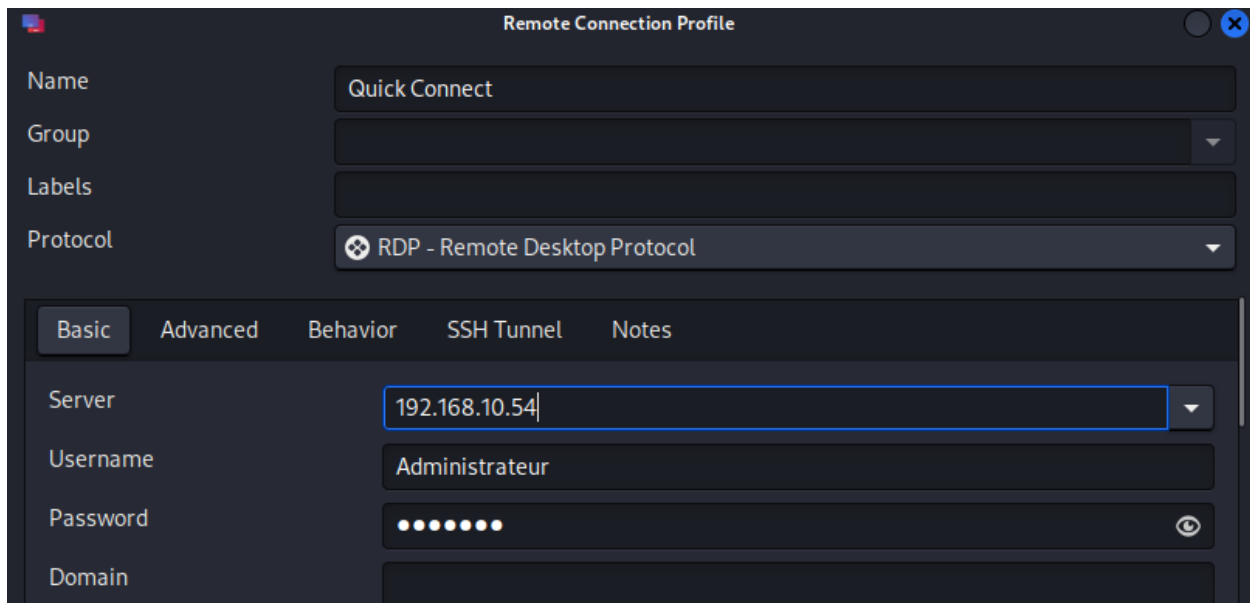 Remote Connection Profile
Name
Quick Connect
Group
Labels
Protocol
RDP - Remote Desktop Protocol
Basic Advanced Behavior SSH Tunnel Notes
Server
192.168.10.54
Username
Administrateur
Password
•••••••
Domain